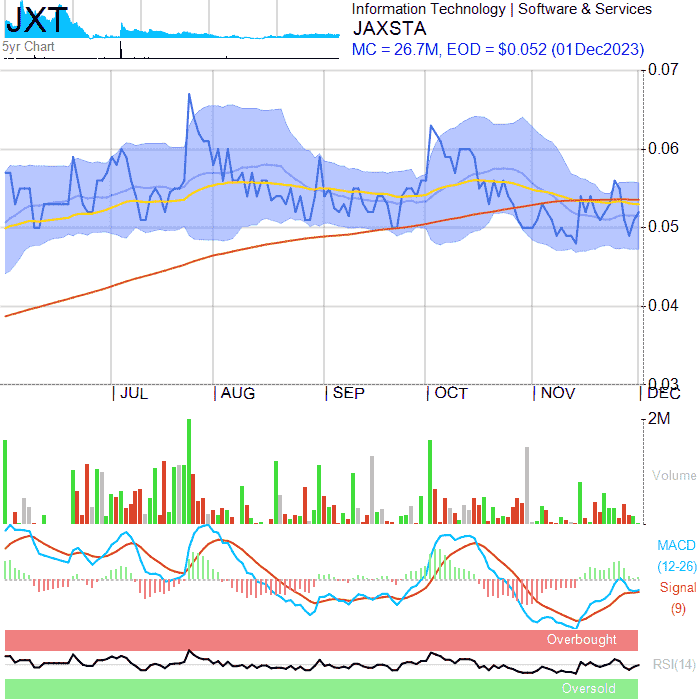 JXT
5yr Chart
Information Technology | Software & Services
JAXSTA
MC = 26.7M, EOD = $0.052 (01Dec2023)
0.07
0.06
0.05
0.04
0.03
JUL
AUG
SEP
OCT
NOV
DEC
2M
Volume
MACD
(12-26)
Signal
(9)
Overbought
RSI(14)
Oversold